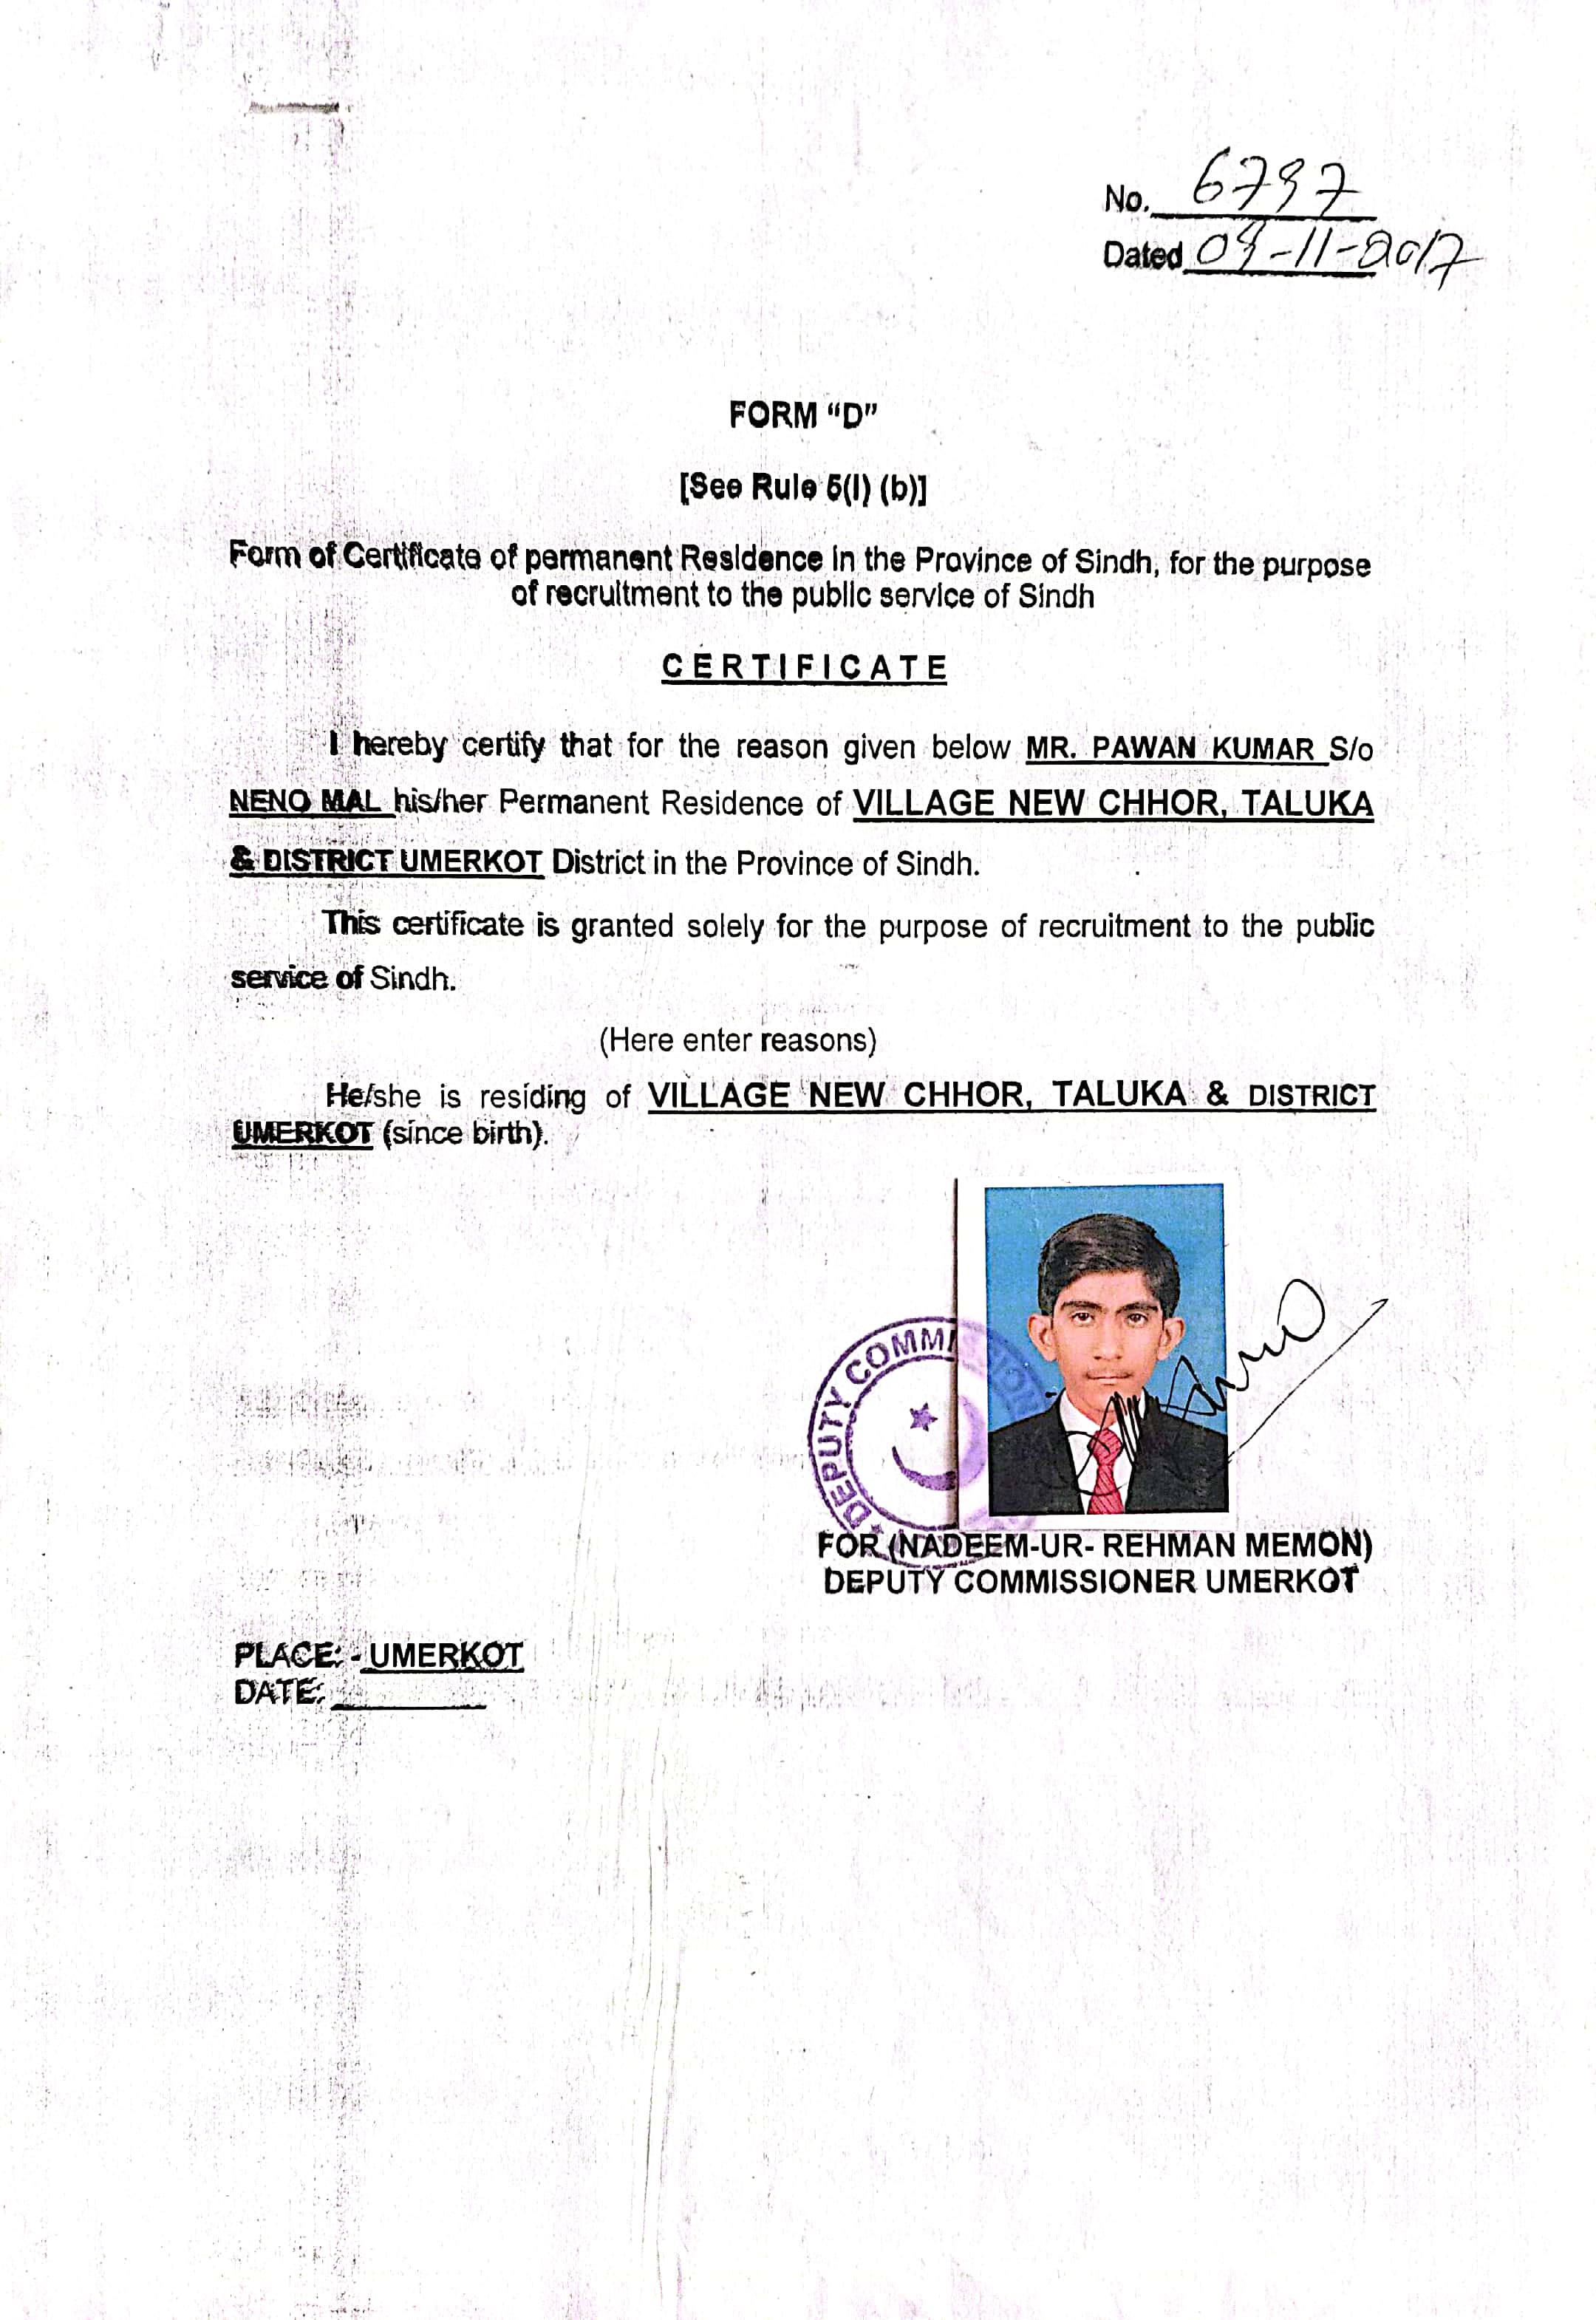 No. 6797
Dated 09-11-2017
FORM “D”
[See Rule 5(I) (b)]
Form of Certificate of permanent Residence in the Province of Sindh, for the purpose
of recruitment to the public service of Sindh
CERTIFICATE
I hereby certify that for the reason given below MR. PAWAN KUMAR S/o
NENO MAL his/her Permanent Residence of VILLAGE NEW CHHOR, TALUKA
& DISTRICT UMERKOT District in the Province of Sindh.
This certificate is granted solely for the purpose of recruitment to the public
service of Sindh.
(Here enter reasons)
He/she is residing of VILLAGE NEW CHHOR, TALUKA & DISTRICT
UMERKOT (since birth).
DEPUTY COMMISSIONER
FOR (NADEEM-UR- REHMAN MEMON)
DEPUTY COMMISSIONER UMERKOT
PLACE: - UMERKOT
DATE: